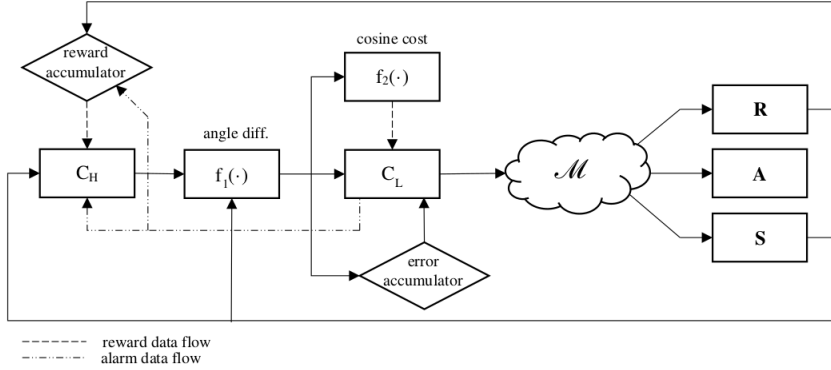 cosine cost
reward
accumulator
f₂(·)
R
angle diff.
C_H
f₁(·)
C_L
ℳ
A
S
error
accumulator
reward data flow
alarm data flow